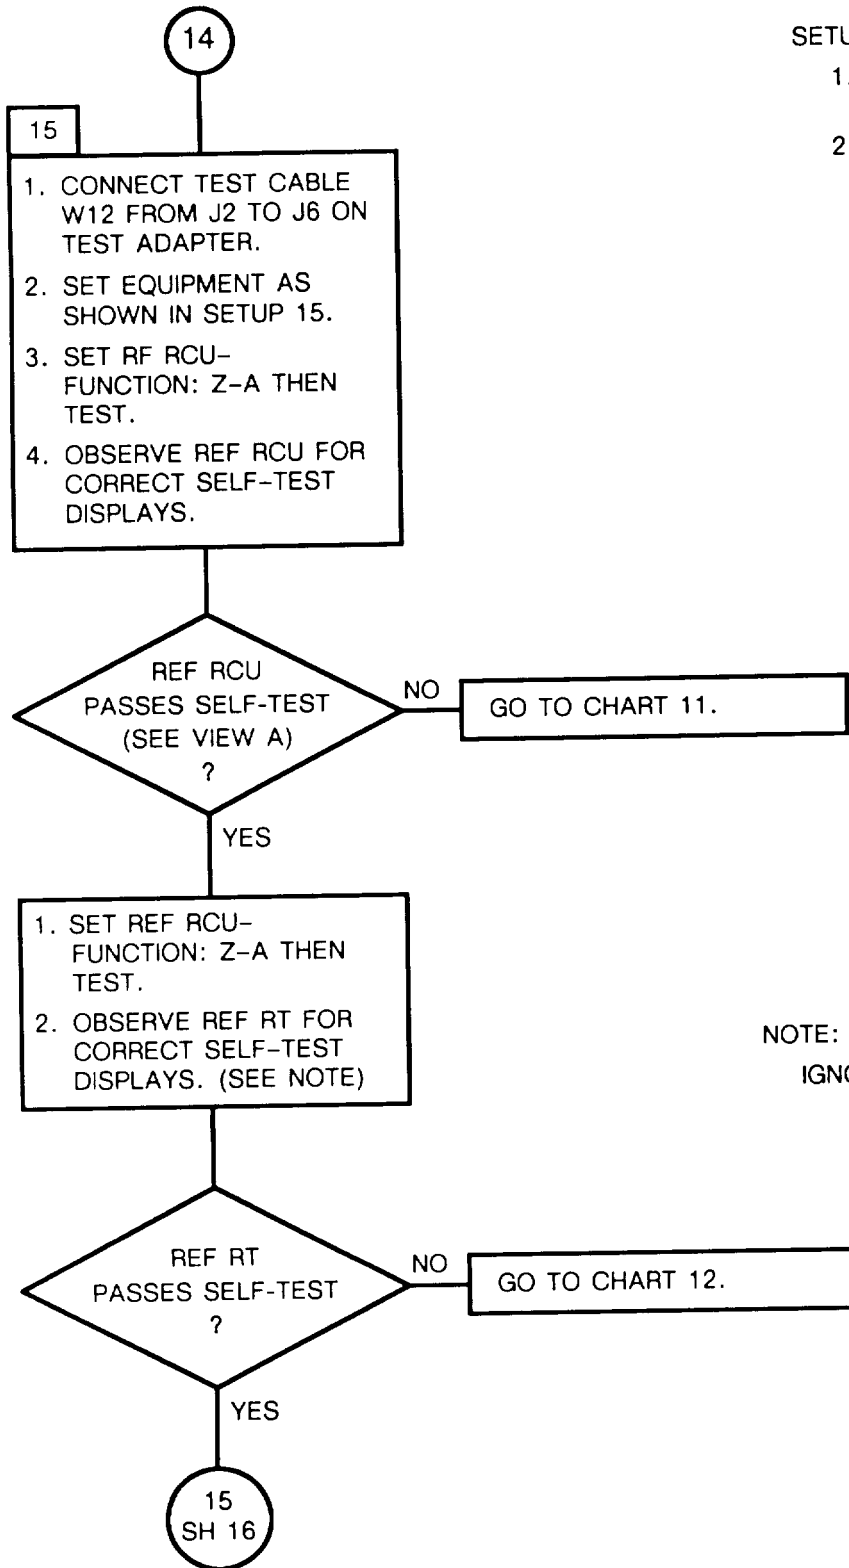 14
15
1. CONNECT TEST CABLE
W12 FROM J2 TO J6 ON
TEST ADAPTER.
2. SET EQUIPMENT AS
SHOWN IN SETUP 15.
3. SET RF RCU-
FUNCTION: Z-A THEN
TEST.
4. OBSERVE REF RCU FOR
CORRECT SELF-TEST
DISPLAYS.
REF RCU
PASSES SELF-TEST
(SEE VIEW A)
?
NO
GO TO CHART 11.
YES
1. SET REF RCU-
FUNCTION: Z-A THEN
TEST.
2. OBSERVE REF RT FOR
CORRECT SELF-TEST
DISPLAYS. (SEE NOTE)
REF RT
PASSES SELF-TEST
?
NO
GO TO CHART 12.
YES
15
SH 16
SETU
1.
2
NOTE:
IGNO